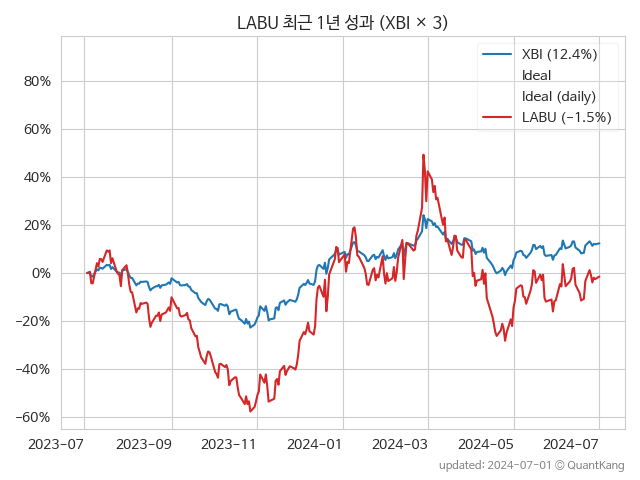 LABU 최근 1년 성과 (XBI × 3)
XBI (12.4%)
Ideal
Ideal (daily)
LABU (−1.5%)
80%
60%
40%
20%
0%
−20%
−40%
−60%
2023-07 2023-09 2023-11 2024-01 2024-03 2024-05 2024-07
updated: 2024-07-01 © QuantKang